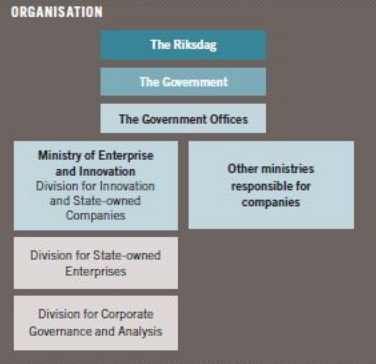 ORGANISATION
The Riksdag
The Government
The Government Offices
Ministry of Enterprise
and Innovation
Division for Innovation
and State-owned
Companies
Other ministries
responsible for
companies
Division for State-owned
Enterprises
Division for Corporate
Governance and Analysis